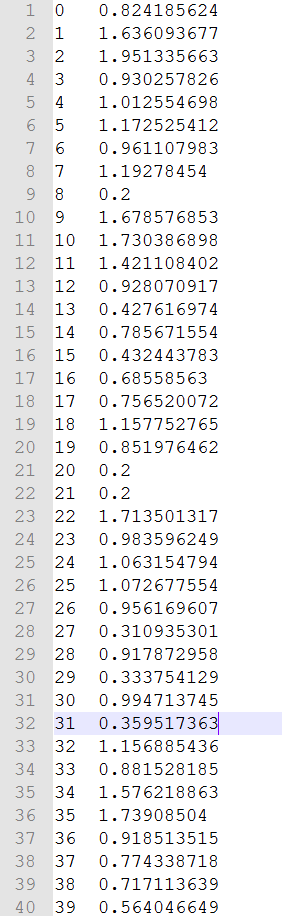 1 0 0.824185624
2 1 1.636093677
3 2 1.951335663
4 3 0.930257826
5 4 1.012554698
6 5 1.172525412
7 6 0.961107983
8 7 1.19278454
9 8 0.2
10 9 1.678576853
11 10 1.730386898
12 11 1.421108402
13 12 0.928070917
14 13 0.427616974
15 14 0.785671554
16 15 0.432443783
17 16 0.68558563
18 17 0.756520072
19 18 1.157752765
20 19 0.851976462
21 20 0.2
22 21 0.2
23 22 1.713501317
24 23 0.983596249
25 24 1.063154794
26 25 1.072677554
27 26 0.956169607
28 27 0.310935301
29 28 0.917872958
30 29 0.333754129
31 30 0.994713745
32 31 0.359517363
33 32 1.156885436
34 33 0.881528185
35 34 1.576218863
36 35 1.73908504
37 36 0.918513515
38 37 0.774338718
39 38 0.717113639
40 39 0.564046649